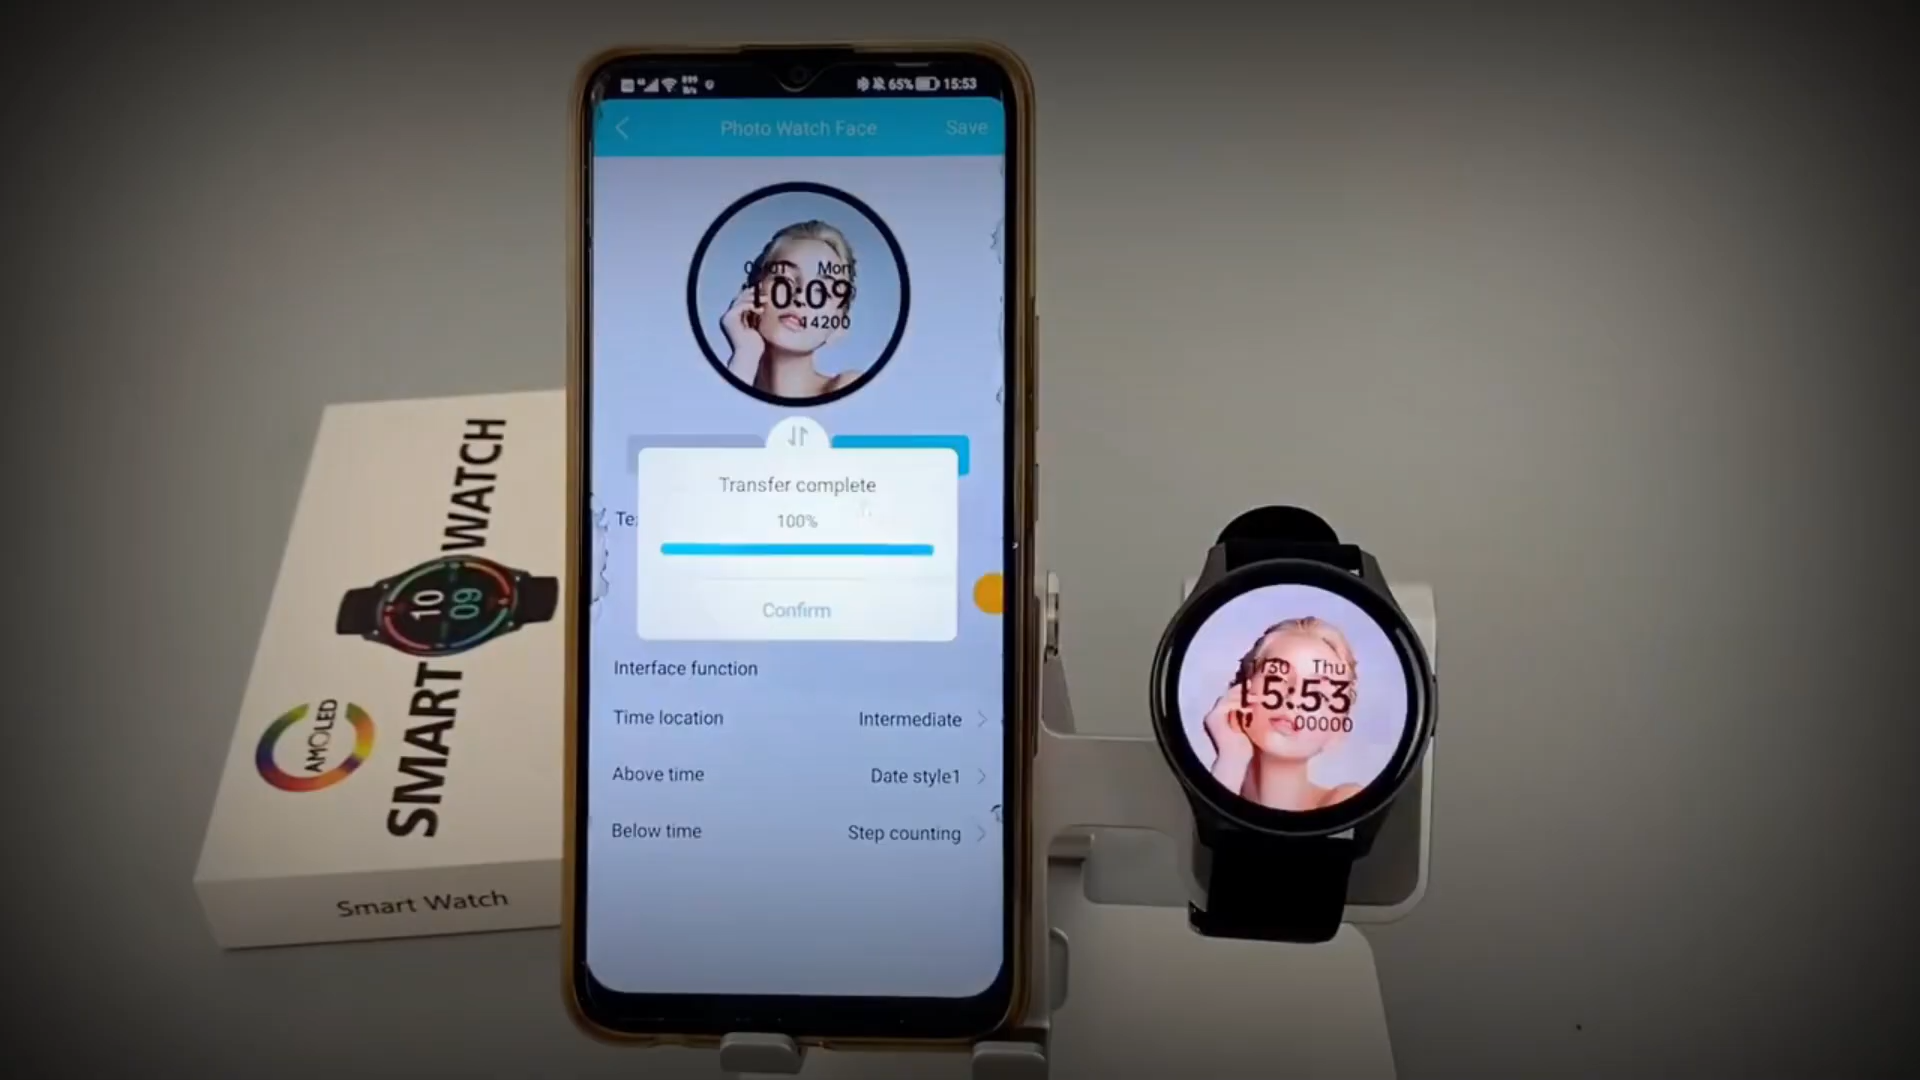 65% 15:53
Photo Watch Face Save
Mon
10:09
14200
Transfer complete
100%
Confirm
Interface function
Time location Intermediate
Above time Date style1
Below time Step counting
SMART WATCH
10
09
AMOLED
Smart Watch
11/30 Thu
15:53
00000